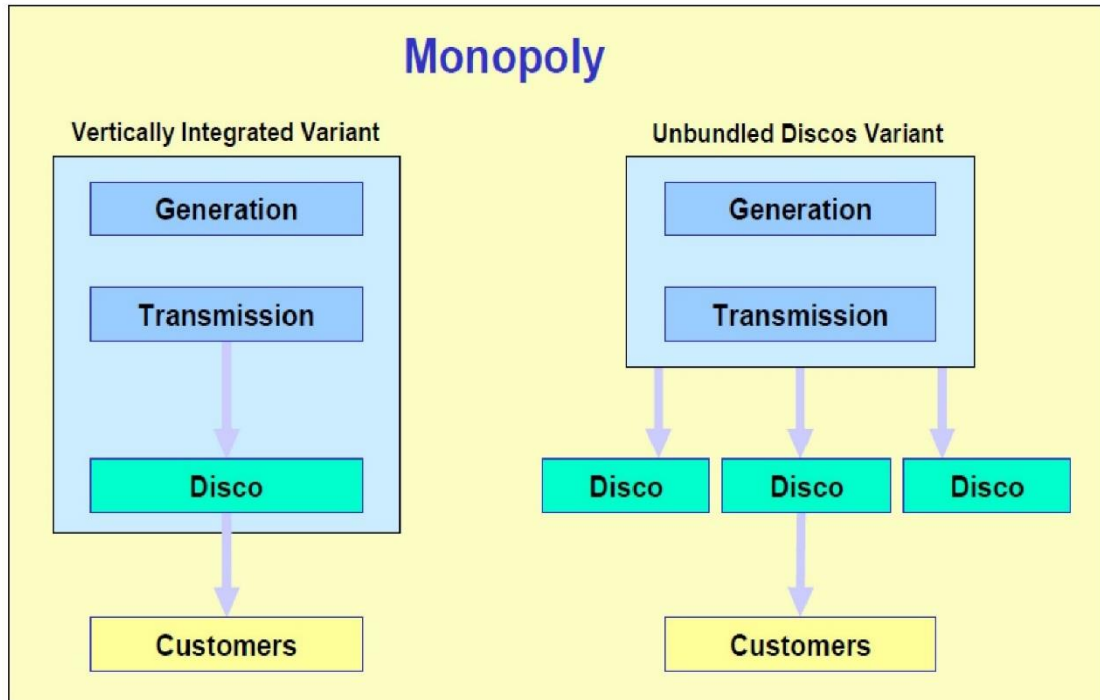 Monopoly
Vertically Integrated Variant
Generation
Transmission
Disco
Customers
Unbundled Discos Variant
Generation
Transmission
Disco
Disco
Disco
Customers